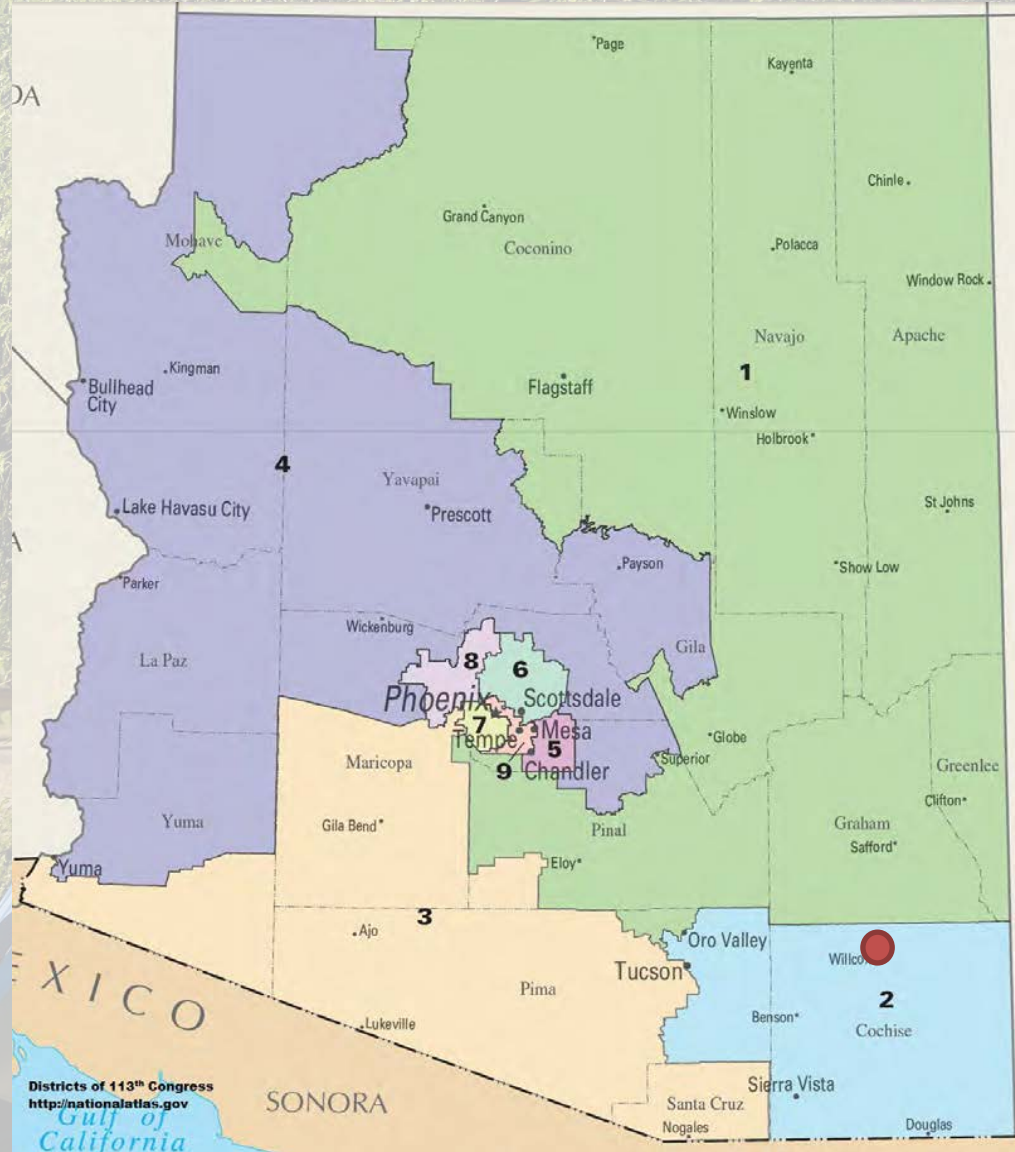 Page
Kayenta
DA
Chinle
Mohave
Grand Canyon
Coconino
Polacca
Window Rock
Navajo
Apache
Kingman
1
Bullhead
City
Flagstaff
Winslow
Holbrook
4
Yavapai
Lake Havasu City
Prescott
St Johns
A
Payson
Show Low
Parker
Wickenburg
La Paz
Gila
8
6
Phoenix
Scottsdale
7
Mesa
Tempe
5
Globe
Superior
Maricopa
9
Chandler
Greenlee
Clifton
Yuma
Gila Bend
Pinal
Graham
Safford
Yuma
Eloy
3
Ajo
Oro Valley
Tucson
EXICO
Pima
2
Benson
Cochise
Lukeville
Districts of 113th Congress
http://nationalatlas.gov
Gulf of
California
SONORA
Sierra Vista
Santa Cruz
Nogales
Douglas